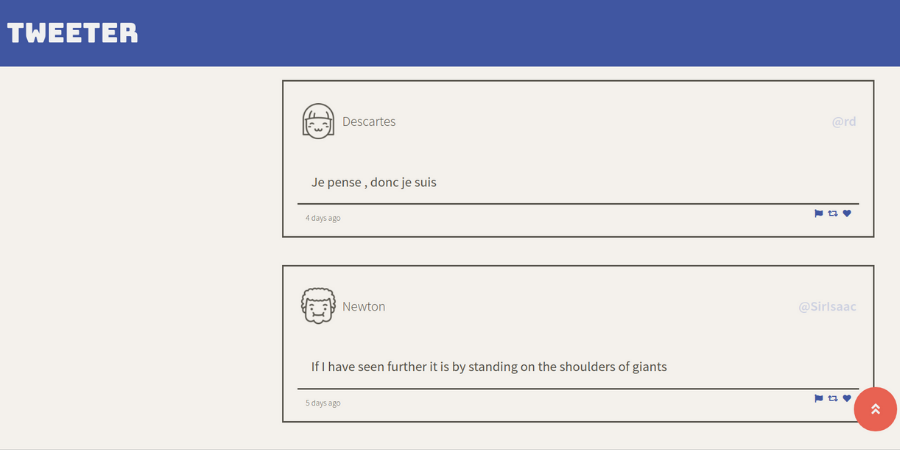 TWEETER
Descartes
@rd
Je pense , donc je suis
4 days ago
Newton
@SirIsaac
If I have seen further it is by standing on the shoulders of giants
5 days ago